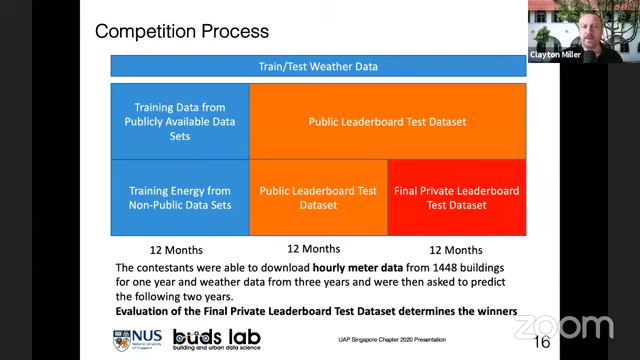 Competition Process
Clayton Miller
Train/Test Weather Data
Training Data from
Publicly Available Data
Sets
Public Leaderboard Test Dataset
Training Energy from
Non-Public Data Sets
Public Leaderboard Test
Dataset
Final Private Leaderboard
Test Dataset
12 Months
12 Months
12 Months
The contestants were able to download hourly meter data from 1448 buildings
for one year and weather data from three years and were then asked to predict
the following two years.
Evaluation of the Final Private Leaderboard Test Dataset determines the winners
NUS
National University
of Singapore
buds lab
building and urban data science
UAP Singapore Chapter 2020 Presentation
zoom
16